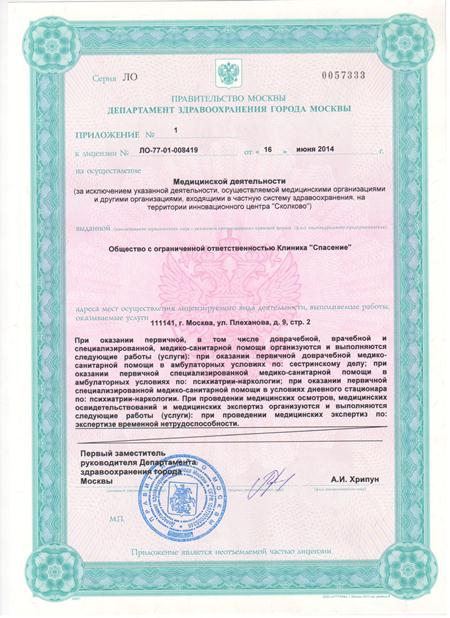 Серия ЛО
0057333
ПРАВИТЕЛЬСТВО МОСКВЫ
ДЕПАРТАМЕНТ ЗДРАВООХРАНЕНИЯ ГОРОДА МОСКВЫ
ПРИЛОЖЕНИЕ № 1
к лицензии № ЛО-77-01-008419 от « 16 » июня 2014 г.
на осуществление
Медицинской деятельности
(за исключением указанной деятельности, осуществляемой медицинскими организациями
и другими организациями, входящими в частную систему здравоохранения, на
территории инновационного центра "Сколково")
выданной
Общество с ограниченной ответственностью Клиника "Спасение"
адреса мест осуществления лицензируемого вида деятельности, выполняемые работы,
оказываемые услуги
111141, г. Москва, ул. Плеханова, д. 9, стр. 2
При оказании первичной, в том числе доврачебной, врачебной и
специализированной, медико-санитарной помощи организуются и выполняются
следующие работы (услуги): при оказании первичной доврачебной медико-
санитарной помощи в амбулаторных условиях по: сестринскому делу; при
оказании первичной специализированной медико-санитарной помощи в
амбулаторных условиях по: психиатрии-наркологии; при оказании первичной
специализированной медико-санитарной помощи в условиях дневного стационара
по: психиатрии-наркологии. При проведении медицинских осмотров, медицинских
освидетельствований и медицинских экспертиз организуются и выполняются
следующие работы (услуги): при проведении медицинских экспертиз по:
экспертизе временной нетрудоспособности.
Первый заместитель
руководителя Департамента
здравоохранения города
Москвы
А.И. Хрипун
М.П.
Приложение является неотъемлемой частью лицензии.